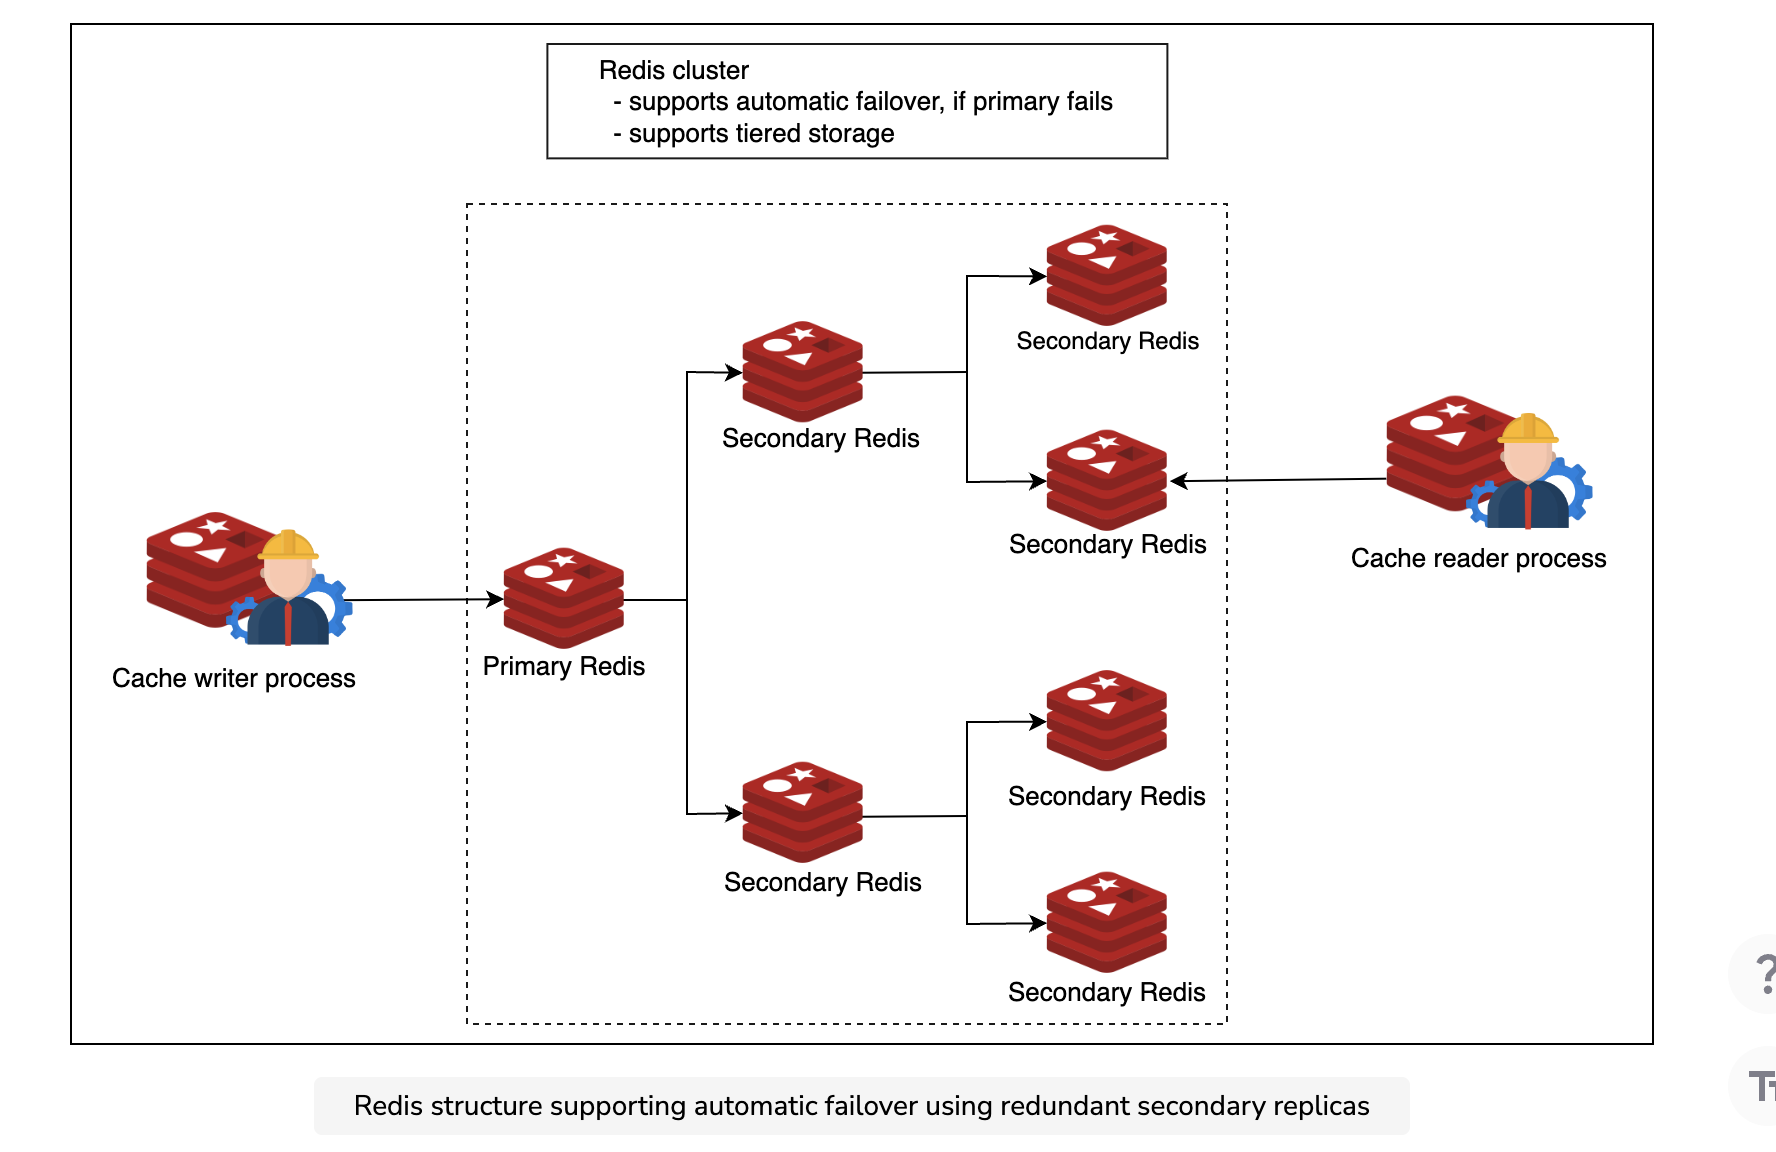 Redis cluster
- supports automatic failover, if primary fails
- supports tiered storage
Secondary Redis
Secondary Redis
Secondary Redis
Cache reader process
Primary Redis
Cache writer process
Secondary Redis
Secondary Redis
Secondary Redis
Redis structure supporting automatic failover using redundant secondary replicas
?